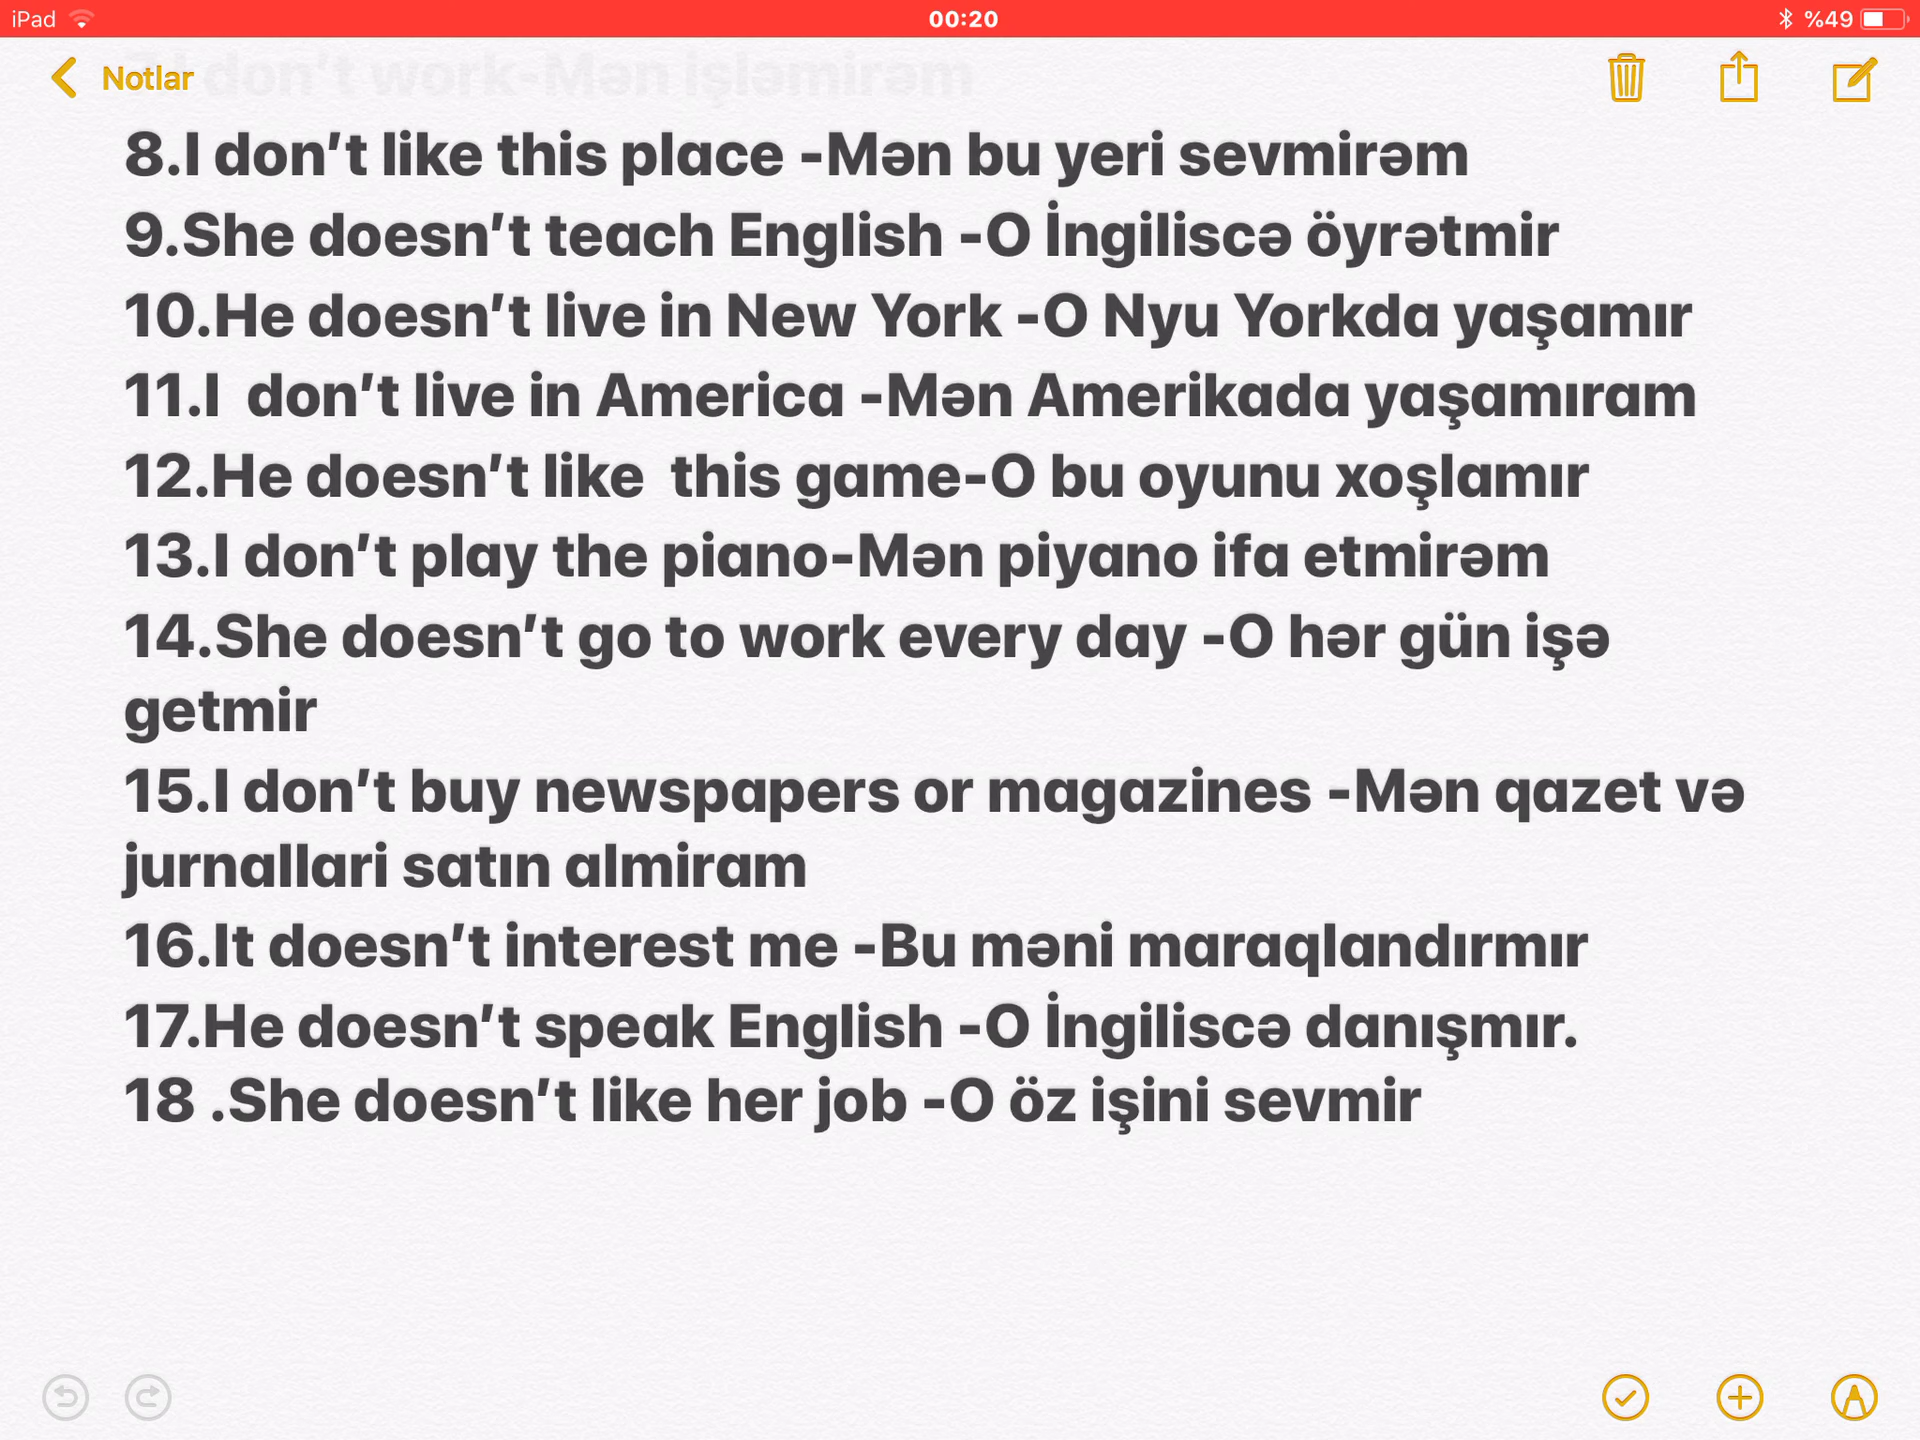 iPad 00:20 %49
Notlar don’t work-Mən işləmirəm
8.I don’t like this place -Mən bu yeri sevmirəm
9.She doesn’t teach English -O İngiliscə öyrətmir
10.He doesn’t live in New York -O Nyu Yorkda yaşamır
11.I  don’t live in America -Mən Amerikada yaşamıram
12.He doesn’t like  this game-O bu oyunu xoşlamır
13.I don’t play the piano-Mən piyano ifa etmirəm
14.She doesn’t go to work every day -O hər gün işə
getmir
15.I don’t buy newspapers or magazines -Mən qazet və
jurnallari satın almiram
16.It doesn’t interest me -Bu məni maraqlandırmır
17.He doesn’t speak English -O İngiliscə danışmır.
18 .She doesn’t like her job -O öz işini sevmir